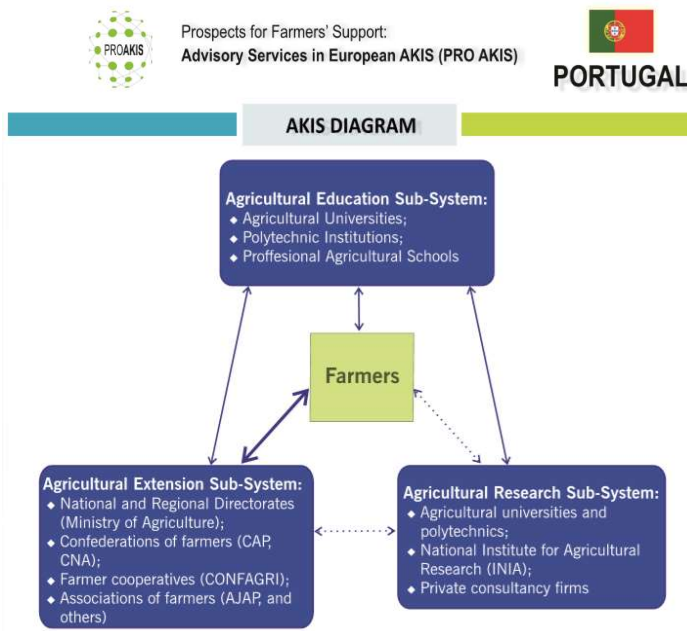 PROAKIS
Prospects for Farmers' Support:
Advisory Services in European AKIS (PRO AKIS)
PORTUGAL
AKIS DIAGRAM
Agricultural Education Sub-System:
◆ Agricultural Universities;
◆ Polytechnic Institutions;
◆ Proffesional Agricultural Schools
Farmers
Agricultural Extension Sub-System:
◆ National and Regional Directorates
(Ministry of Agriculture);
◆ Confederations of farmers (CAP,
CNA);
◆ Farmer cooperatives (CONFAGRI);
◆ Associations of farmers (AJAP, and
others)
Agricultural Research Sub-System:
◆ Agricultural universities and
polytechnics;
◆ National Institute for Agricultural
Research (INIA);
◆ Private consultancy firms